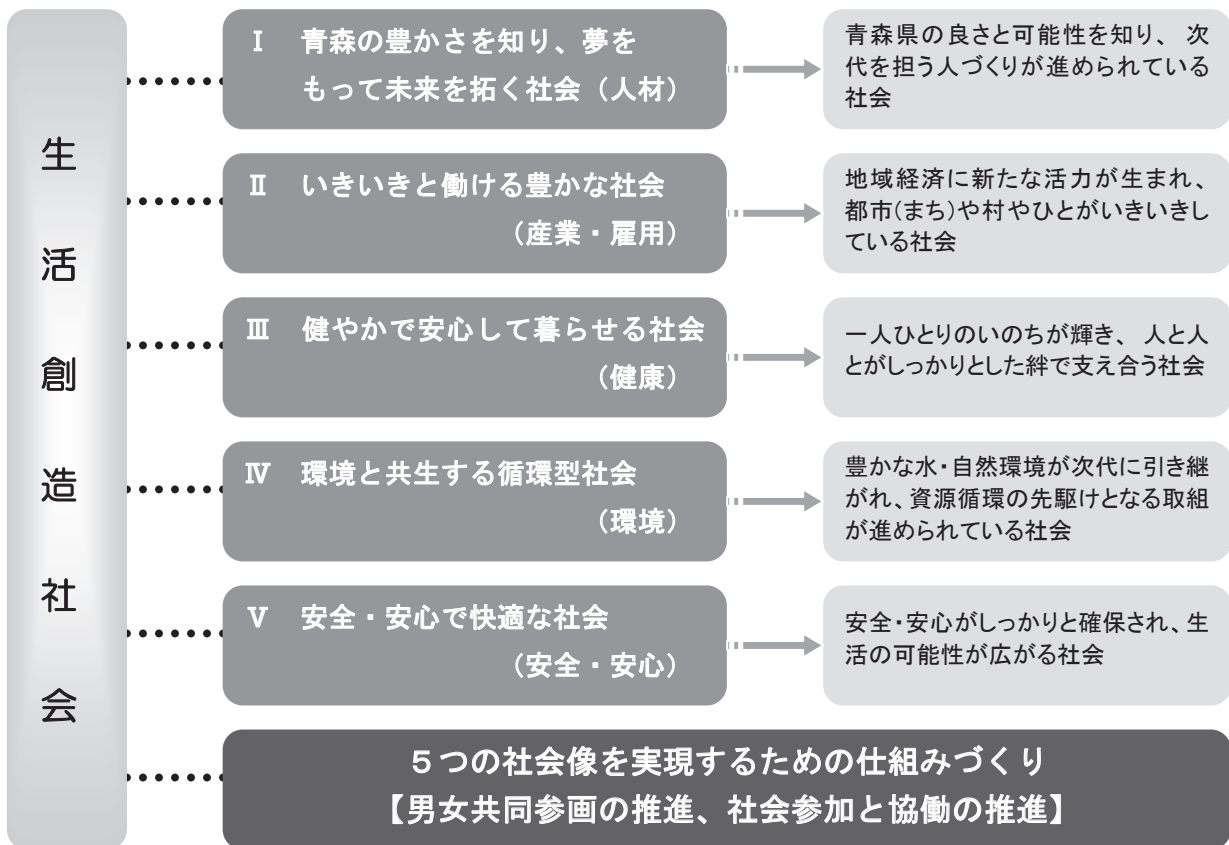 生活創造社会
Ⅰ 青森の豊かさを知り、夢を
もって未来を拓く社会（人材）
青森県の良さと可能性を知り、 次
代を担う人づくりが進められている
社会
Ⅱ いきいきと働ける豊かな社会
（産業・雇用）
地域経済に新たな活力が生まれ、
都市(まち)や村やひとがいきいきし
ている社会
Ⅲ 健やかで安心して暮らせる社会
（健康）
一人ひとりのいのちが輝き、 人と人
とがしっかりとした絆で支え合う社会
Ⅳ 環境と共生する循環型社会
（環境）
豊かな水・自然環境が次代に引き継
がれ、資源循環の先駆けとなる取組
が進められている社会
Ⅴ 安全・安心で快適な社会
（安全・安心）
安全・安心がしっかりと確保され、生
活の可能性が広がる社会
５つの社会像を実現するための仕組みづくり
【男女共同参画の推進、社会参加と協働の推進】